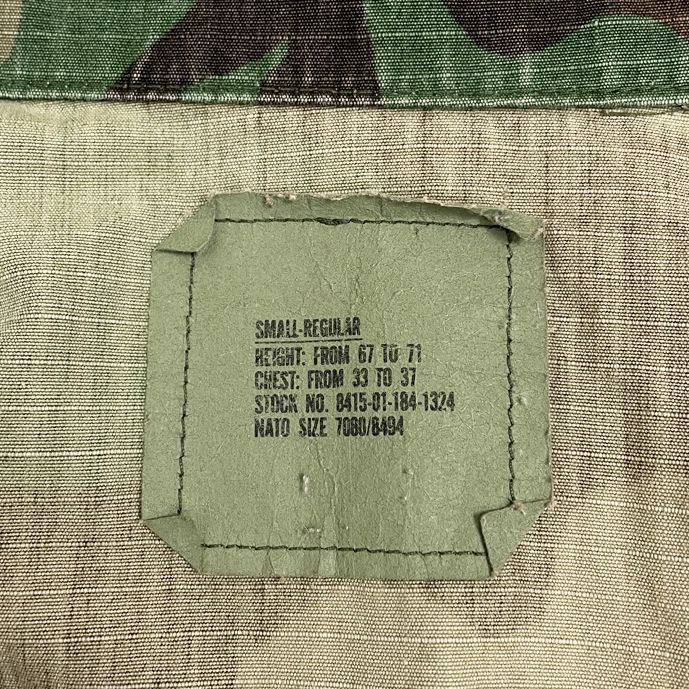 SMALL-REGULAR
HEIGHT: FROM 67 TO 71
CHEST: FROM 33 TO 37
STOCK NO. 8415-01-184-1324
NATO SIZE 7080/8494